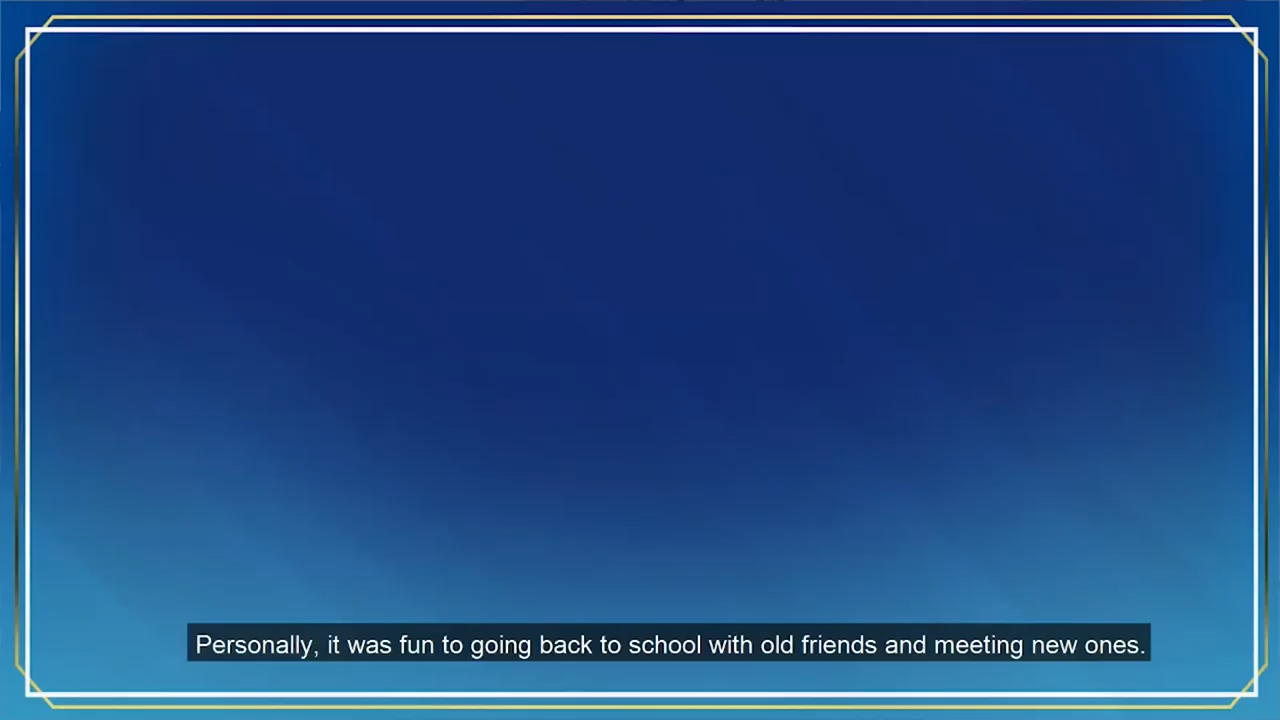 Personally, it was fun to going back to school with old friends and meeting new ones.